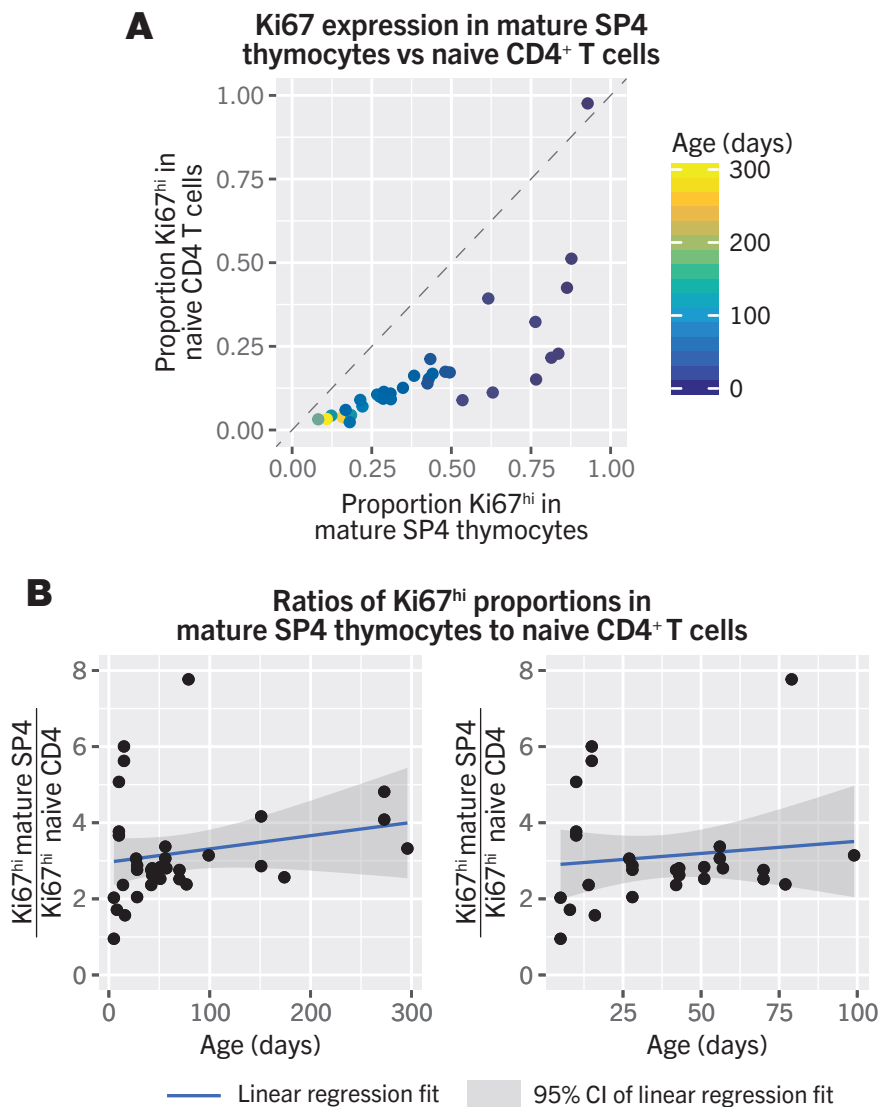 A
Ki67 expression in mature SP4
thymocytes vs naive CD4⁺ T cells
Proportion Ki67ʰⁱ in
naive CD4 T cells
1.00
0.75
0.50
0.25
0.00
0.00 0.25 0.50 0.75 1.00
Proportion Ki67ʰⁱ in
mature SP4 thymocytes
Age (days)
300
200
100
0
B
Ratios of Ki67ʰⁱ proportions in
mature SP4 thymocytes to naive CD4⁺ T cells
Ki67ʰⁱ mature SP4
Ki67ʰⁱ naive CD4
8
6
4
2
0
0 100 200 300
Age (days)
Ki67ʰⁱ mature SP4
Ki67ʰⁱ naive CD4
8
6
4
2
0
25 50 75 100
Age (days)
Linear regression fit
95% CI of linear regression fit